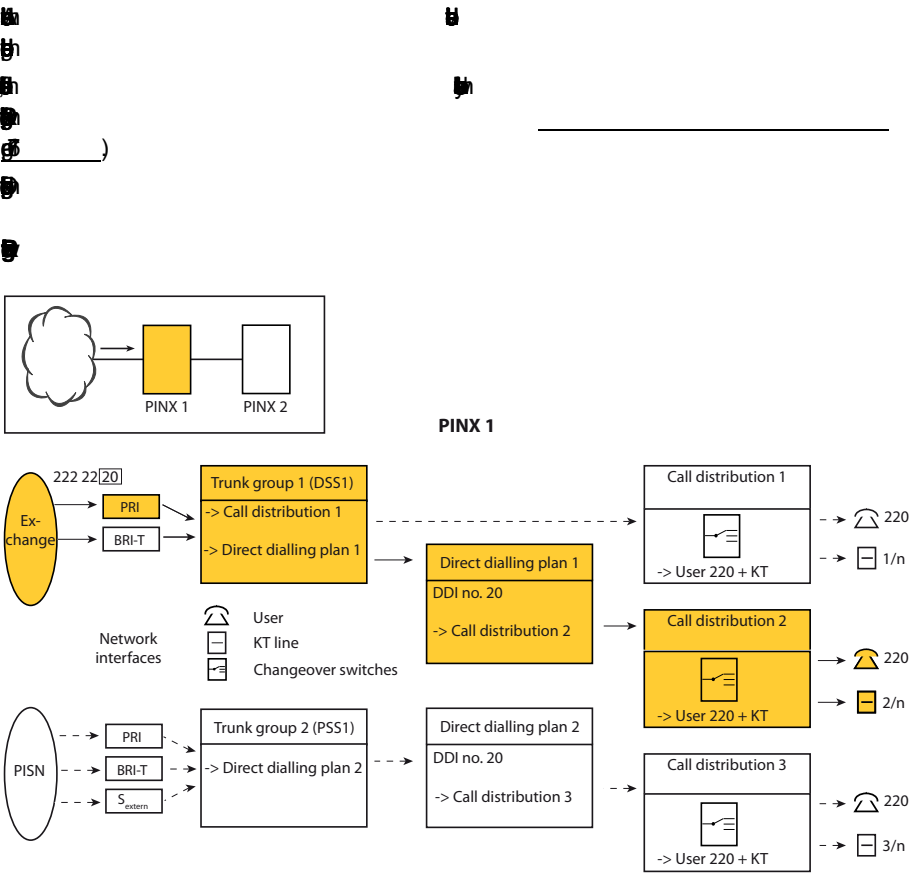 PINX 1
PINX 2
PINX 1
222 22 20
Ex-
change
PRI
BRI-T
Trunk group 1 (DSS1)
-> Call distribution 1
-> Direct dialling plan 1
Direct dialling plan 1
DDI no. 20
-> Call distribution 2
Call distribution 1
-> User 220 + KT
220
1/n
Call distribution 2
-> User 220 + KT
220
2/n
Network
interfaces
User
KT line
Changeover switches
PISN
PRI
BRI-T
S extern
Trunk group 2 (PSS1)
-> Direct dialling plan 2
Direct dialling plan 2
DDI no. 20
-> Call distribution 3
Call distribution 3
-> User 220 + KT
220
3/n